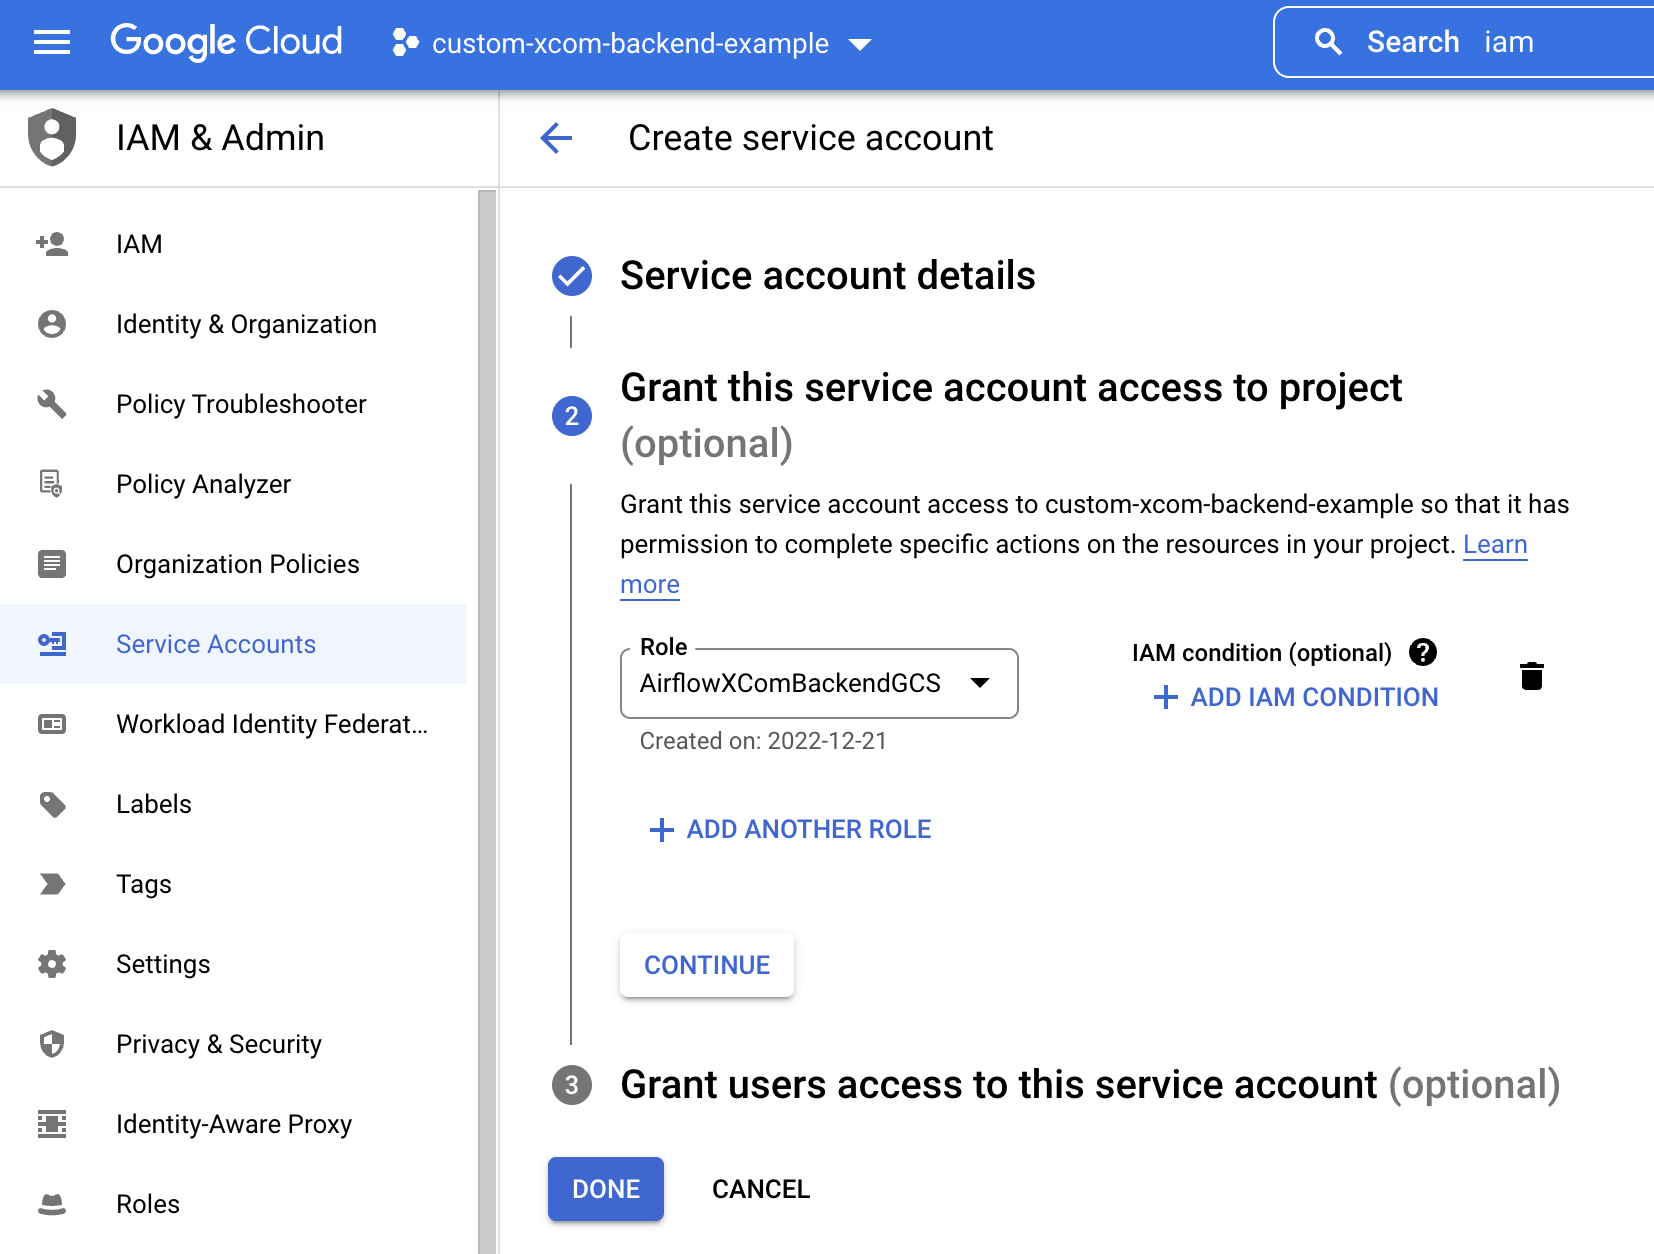 Google Cloud
custom-xcom-backend-example
Search iam
IAM & Admin
Create service account
IAM
Identity & Organization
Policy Troubleshooter
Policy Analyzer
Organization Policies
Service Accounts
Workload Identity Federat...
Labels
Tags
Settings
Privacy & Security
Identity-Aware Proxy
Roles
Service account details
2
Grant this service account access to project
(optional)
Grant this service account access to custom-xcom-backend-example so that it has
permission to complete specific actions on the resources in your project. Learn
more
Role
AirflowXComBackendGCS
Created on: 2022-12-21
IAM condition (optional) ?
+ ADD IAM CONDITION
+ ADD ANOTHER ROLE
CONTINUE
3
Grant users access to this service account (optional)
DONE
CANCEL